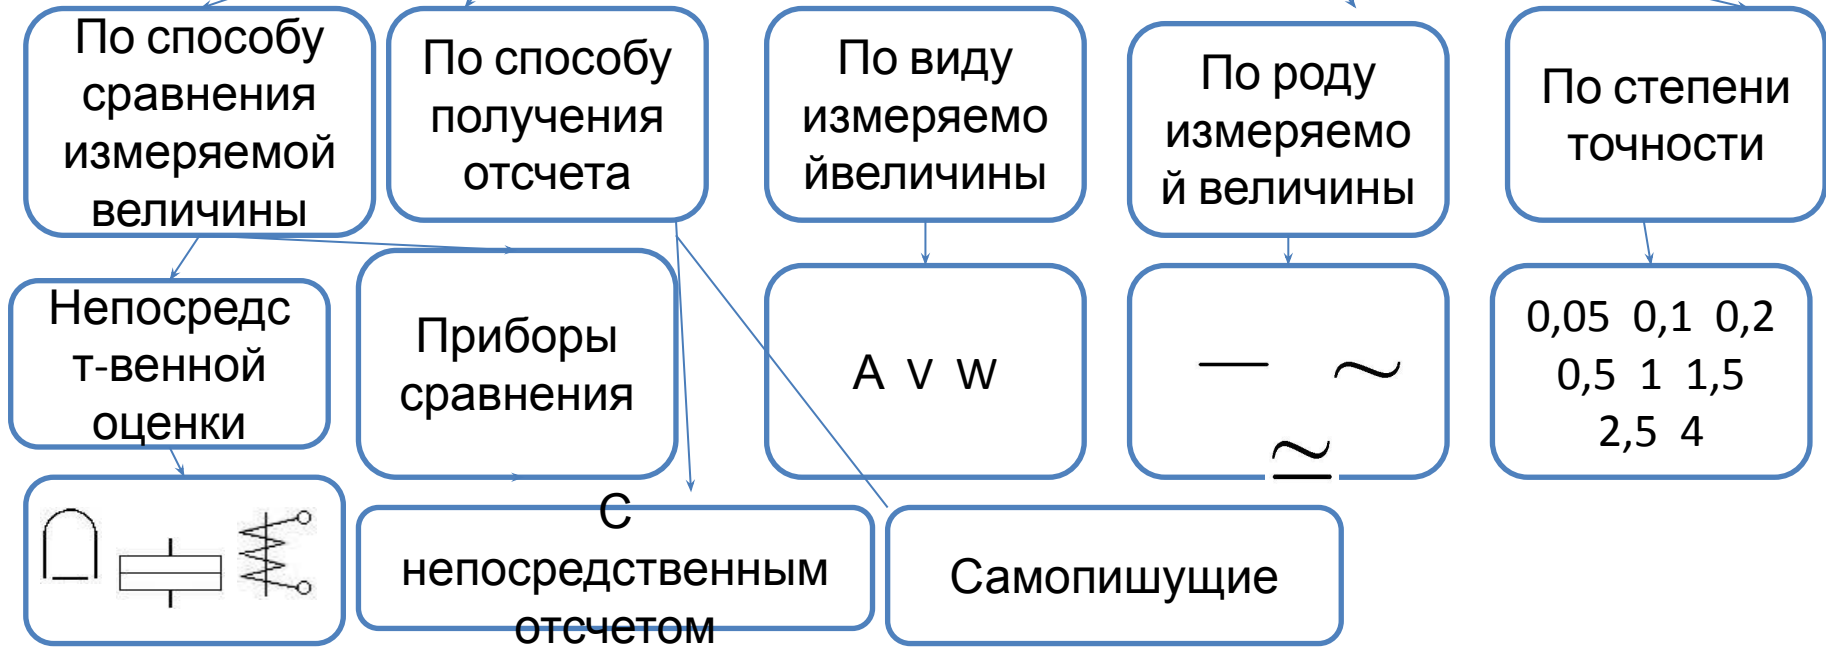 По способу
сравнения
измеряемой
величины
По способу
получения
отсчета
По виду
измеряемо
йвеличины
По роду
измеряемо
й величины
По степени
точности
Непосредс
т-венной
оценки
Приборы
сравнения
A V W
— ~
≃
0,05 0,1 0,2
0,5 1 1,5
2,5 4
С
непосредственным
отсчетом
Самопишущие